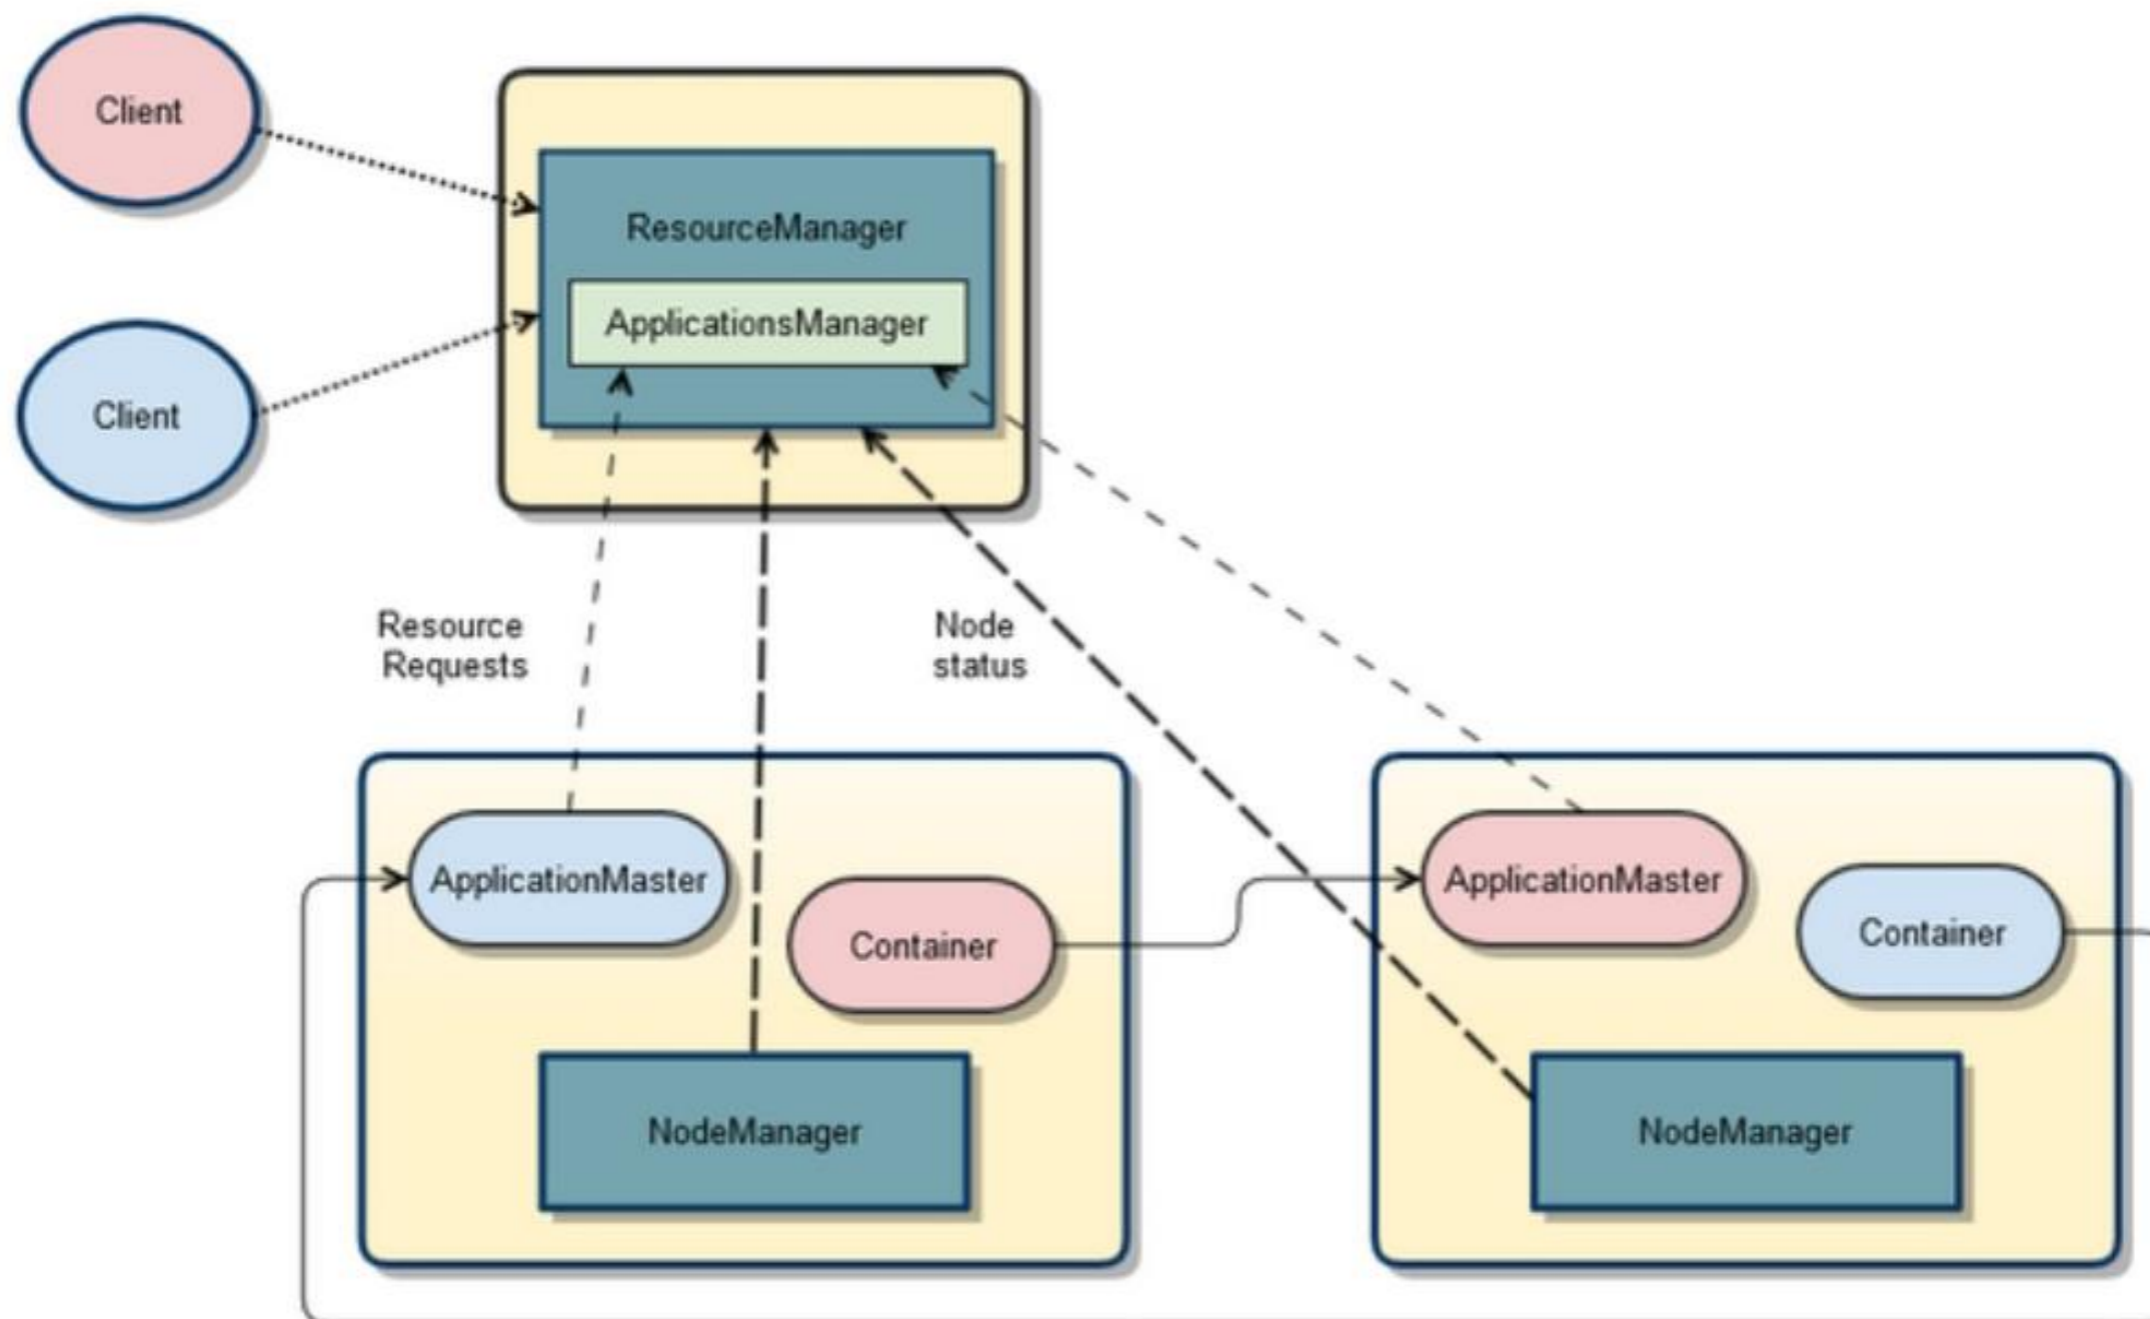 Client
ResourceManager
ApplicationsManager
Client
Resource
Requests
Node
status
ApplicationMaster
Container
NodeManager
ApplicationMaster
Container
NodeManager